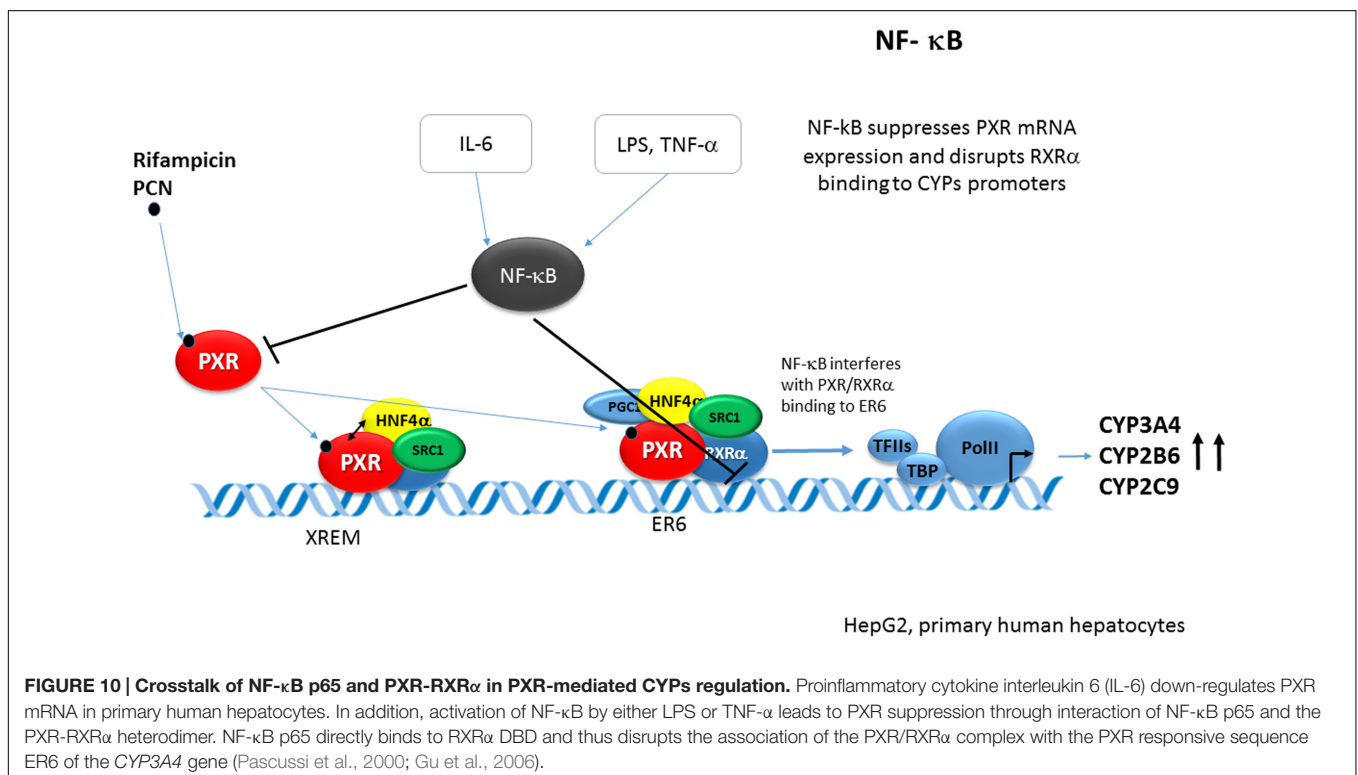 NF- κB
NF-kB suppresses PXR mRNA
expression and disrupts RXRα
binding to CYPs promoters
IL-6
LPS, TNF-α
Rifampicin
PCN
NF-κB
PXR
NF-κB interferes
with PXR/RXRα
binding to ER6
HNF4α
PXR
SRC1
PGC1
HNF4α
SRC1
PXR
RXRα
TFIIs
TBP
PolII
CYP3A4
CYP2B6
CYP2C9
XREM
ER6
HepG2, primary human hepatocytes
FIGURE 10 | Crosstalk of NF-κB p65 and PXR-RXRα in PXR-mediated CYPs regulation. Proinflammatory cytokine interleukin 6 (IL-6) down-regulates PXR
mRNA in primary human hepatocytes. In addition, activation of NF-κB by either LPS or TNF-α leads to PXR suppression through interaction of NF-κB p65 and the
PXR-RXRα heterodimer. NF-κB p65 directly binds to RXRα DBD and thus disrupts the association of the PXR/RXRα complex with the PXR responsive sequence
ER6 of the CYP3A4 gene (Pascussi et al., 2000; Gu et al., 2006).